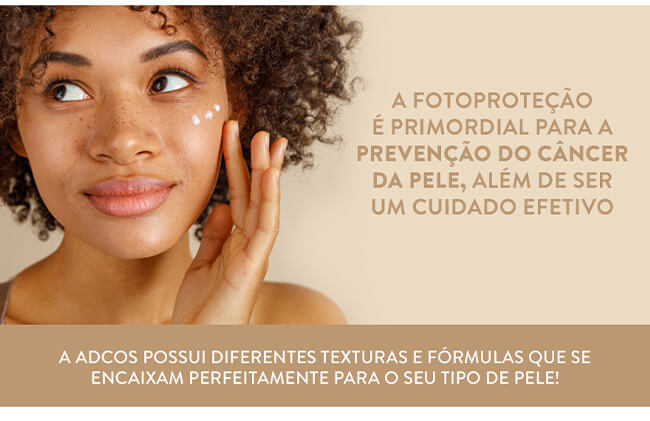 A FOTOPROTEÇÃO
É PRIMORDIAL PARA A
PREVENÇÃO DO CÂNCER
DA PELE, ALÉM DE SER
UM CUIDADO EFETIVO
A ADCOS POSSUI DIFERENTES TEXTURAS E FÓRMULAS QUE SE
ENCAIXAM PERFEITAMENTE PARA O SEU TIPO DE PELE!